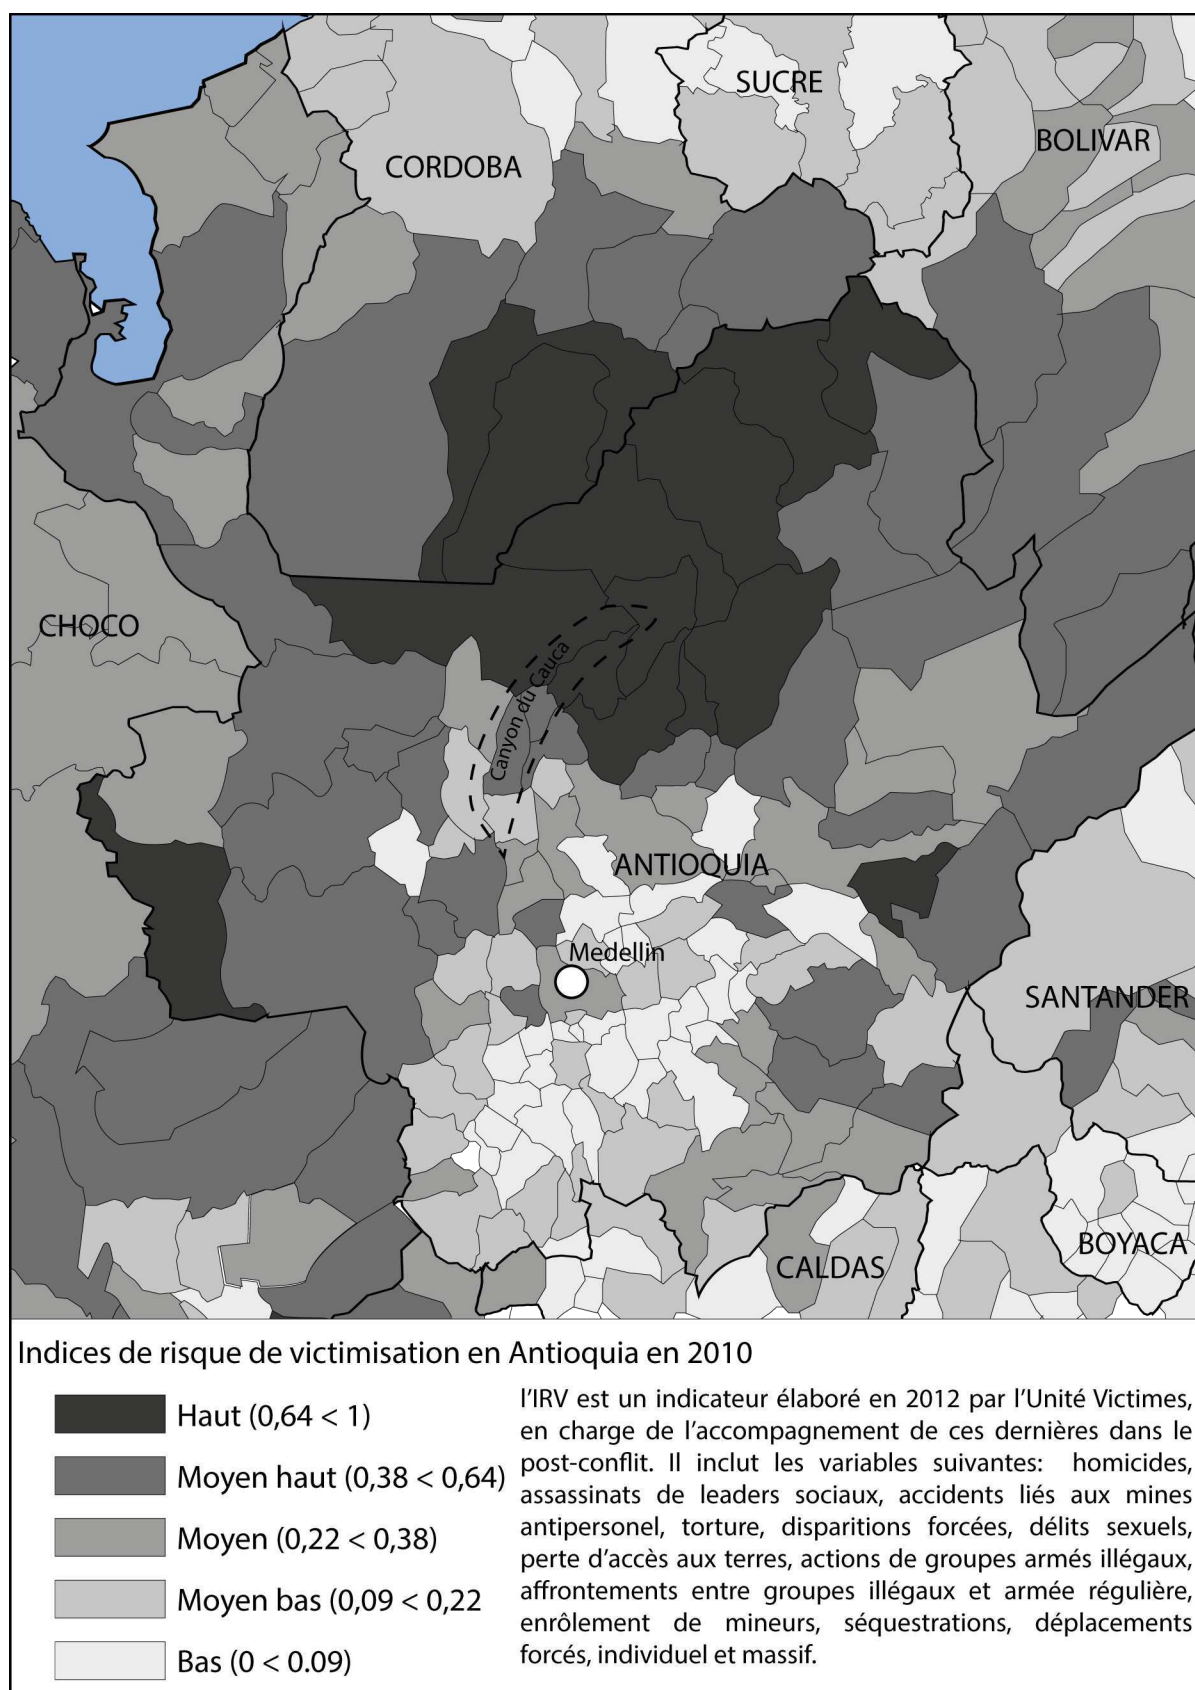 SUCRE
BOLIVAR
CORDOBA
CHOCO
Canyon du Cauca
ANTIOQUIA
Medellin
SANTANDER
BOYACA
CALDAS
Indices de risque de victimisation en Antioquia en 2010
Haut (0,64 < 1)
Moyen haut (0,38 < 0,64)
Moyen (0,22 < 0,38)
Moyen bas (0,09 < 0,22
Bas (0 < 0.09)
l'IRV est un indicateur élaboré en 2012 par l'Unité Victimes,
en charge de l'accompagnement de ces dernières dans le
post-conflit. Il inclut les variables suivantes: homicides,
assassinats de leaders sociaux, accidents liés aux mines
antipersonel, torture, disparitions forcées, délits sexuels,
perte d'accès aux terres, actions de groupes armés illégaux,
affrontements entre groupes illégaux et armée régulière,
enrôlement de mineurs, séquestrations, déplacements
forcés, individuel et massif.